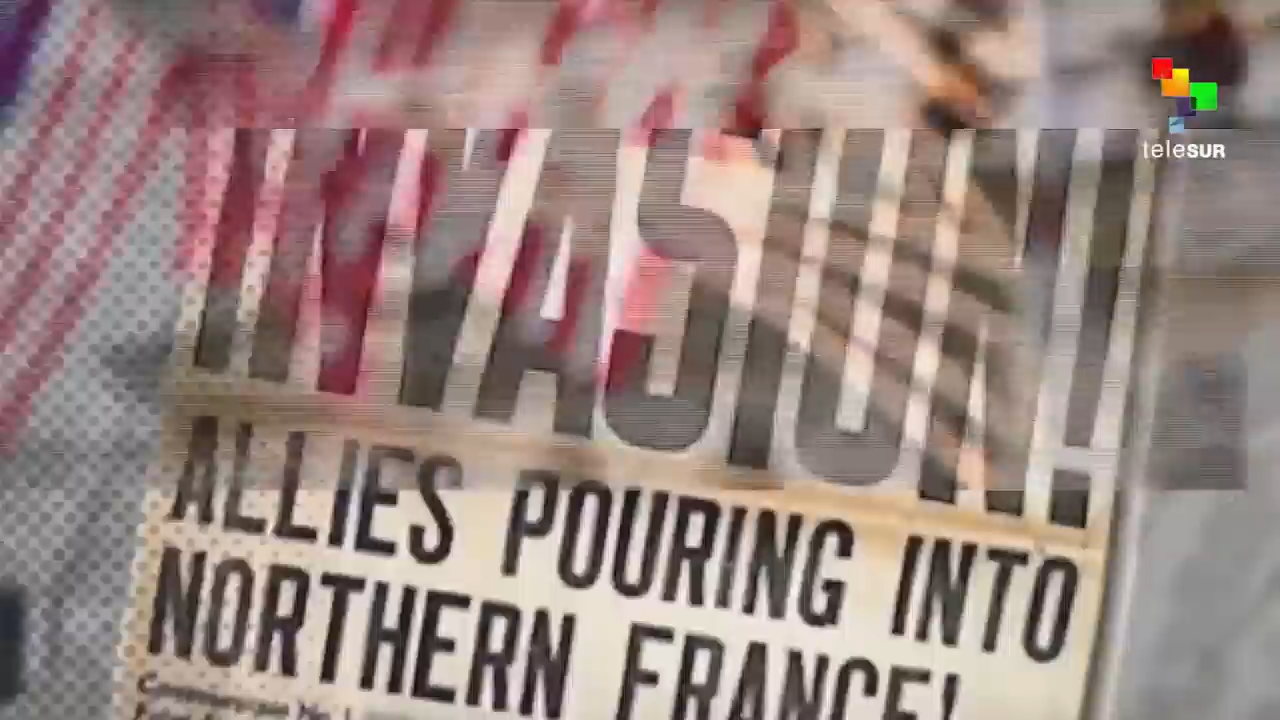 teleSUR
INVASION!
ALLIES POURING INTO
NORTHERN FRANCE!